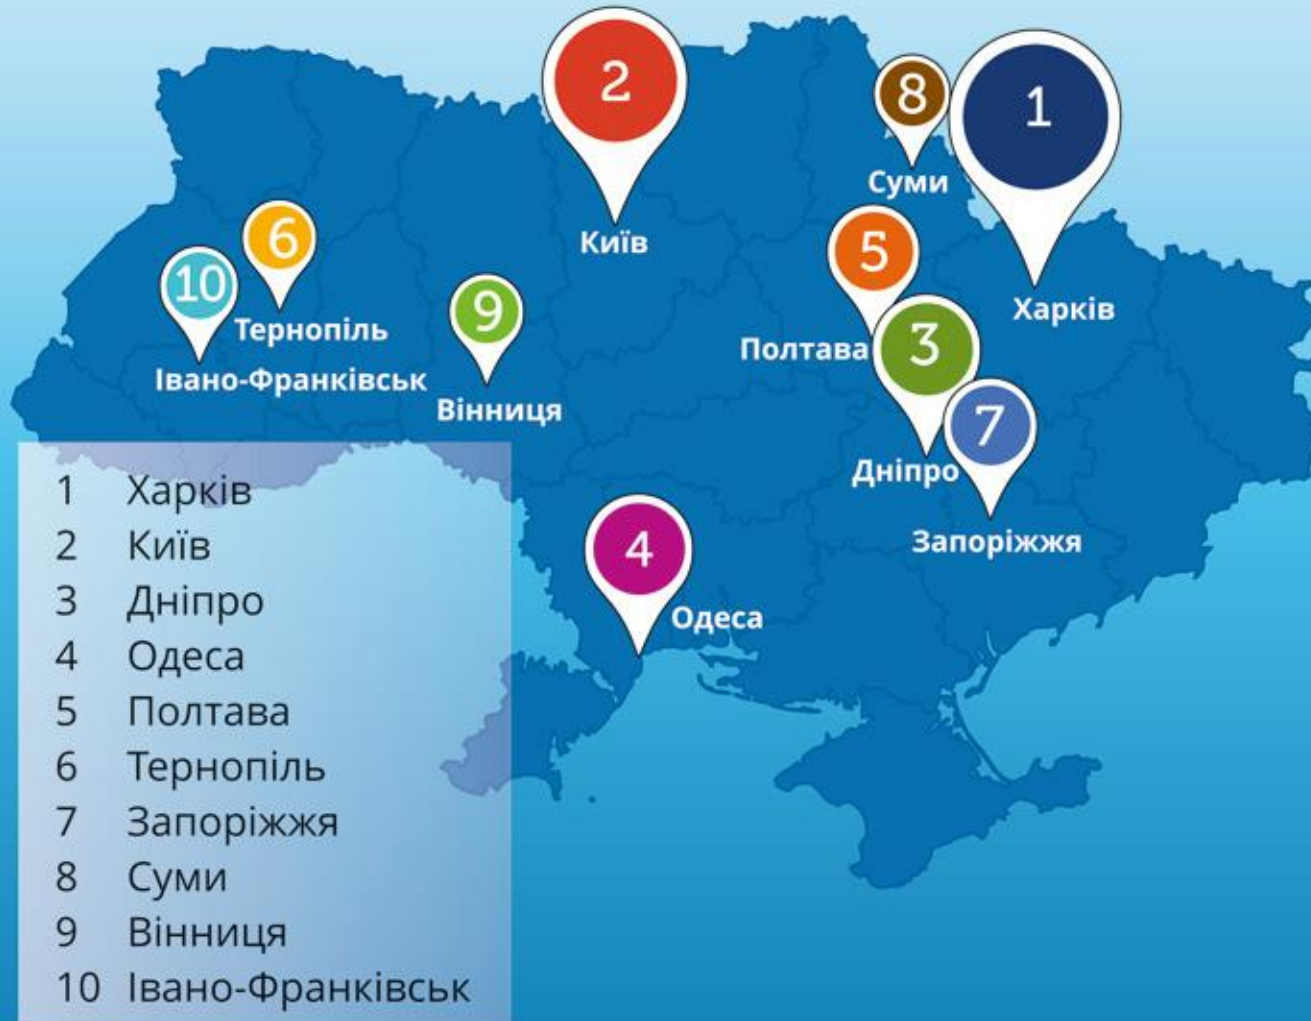 2
8
1
Суми
6
Київ
5
10
9
Харків
Тернопіль
Полтава
3
Івано-Франківськ
Вінниця
7
Дніпро
Запоріжжя
4
Одеса
1 Харків
2 Київ
3 Дніпро
4 Одеса
5 Полтава
6 Тернопіль
7 Запоріжжя
8 Суми
9 Вінниця
10 Івано-Франківськ